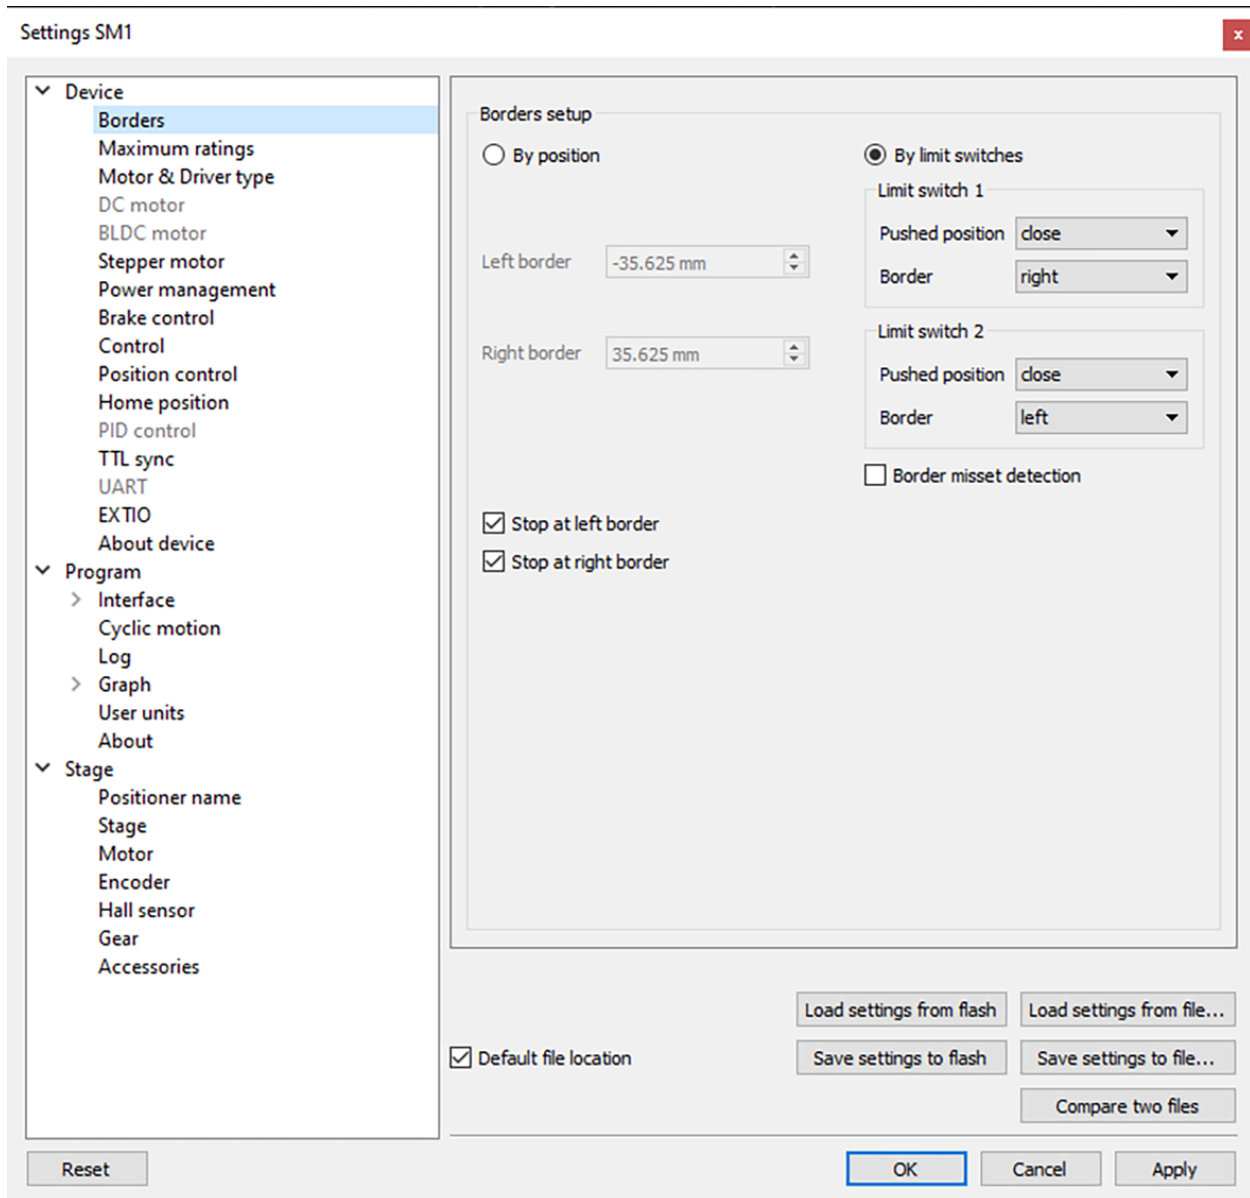 Settings SM1
x
Device
Borders
Maximum ratings
Motor & Driver type
DC motor
BLDC motor
Stepper motor
Power management
Brake control
Control
Position control
Home position
PID control
TTL sync
UART
EXTIO
About device
Program
Interface
Cyclic motion
Log
Graph
User units
About
Stage
Positioner name
Stage
Motor
Encoder
Hall sensor
Gear
Accessories
Borders setup
By position
Left border -35.625 mm
Right border 35.625 mm
By limit switches
Limit switch 1
Pushed position close
Border right
Limit switch 2
Pushed position close
Border left
Border misset detection
Stop at left border
Stop at right border
Load settings from flash Load settings from file...
Default file location Save settings to flash Save settings to file...
Compare two files
Reset OK Cancel Apply